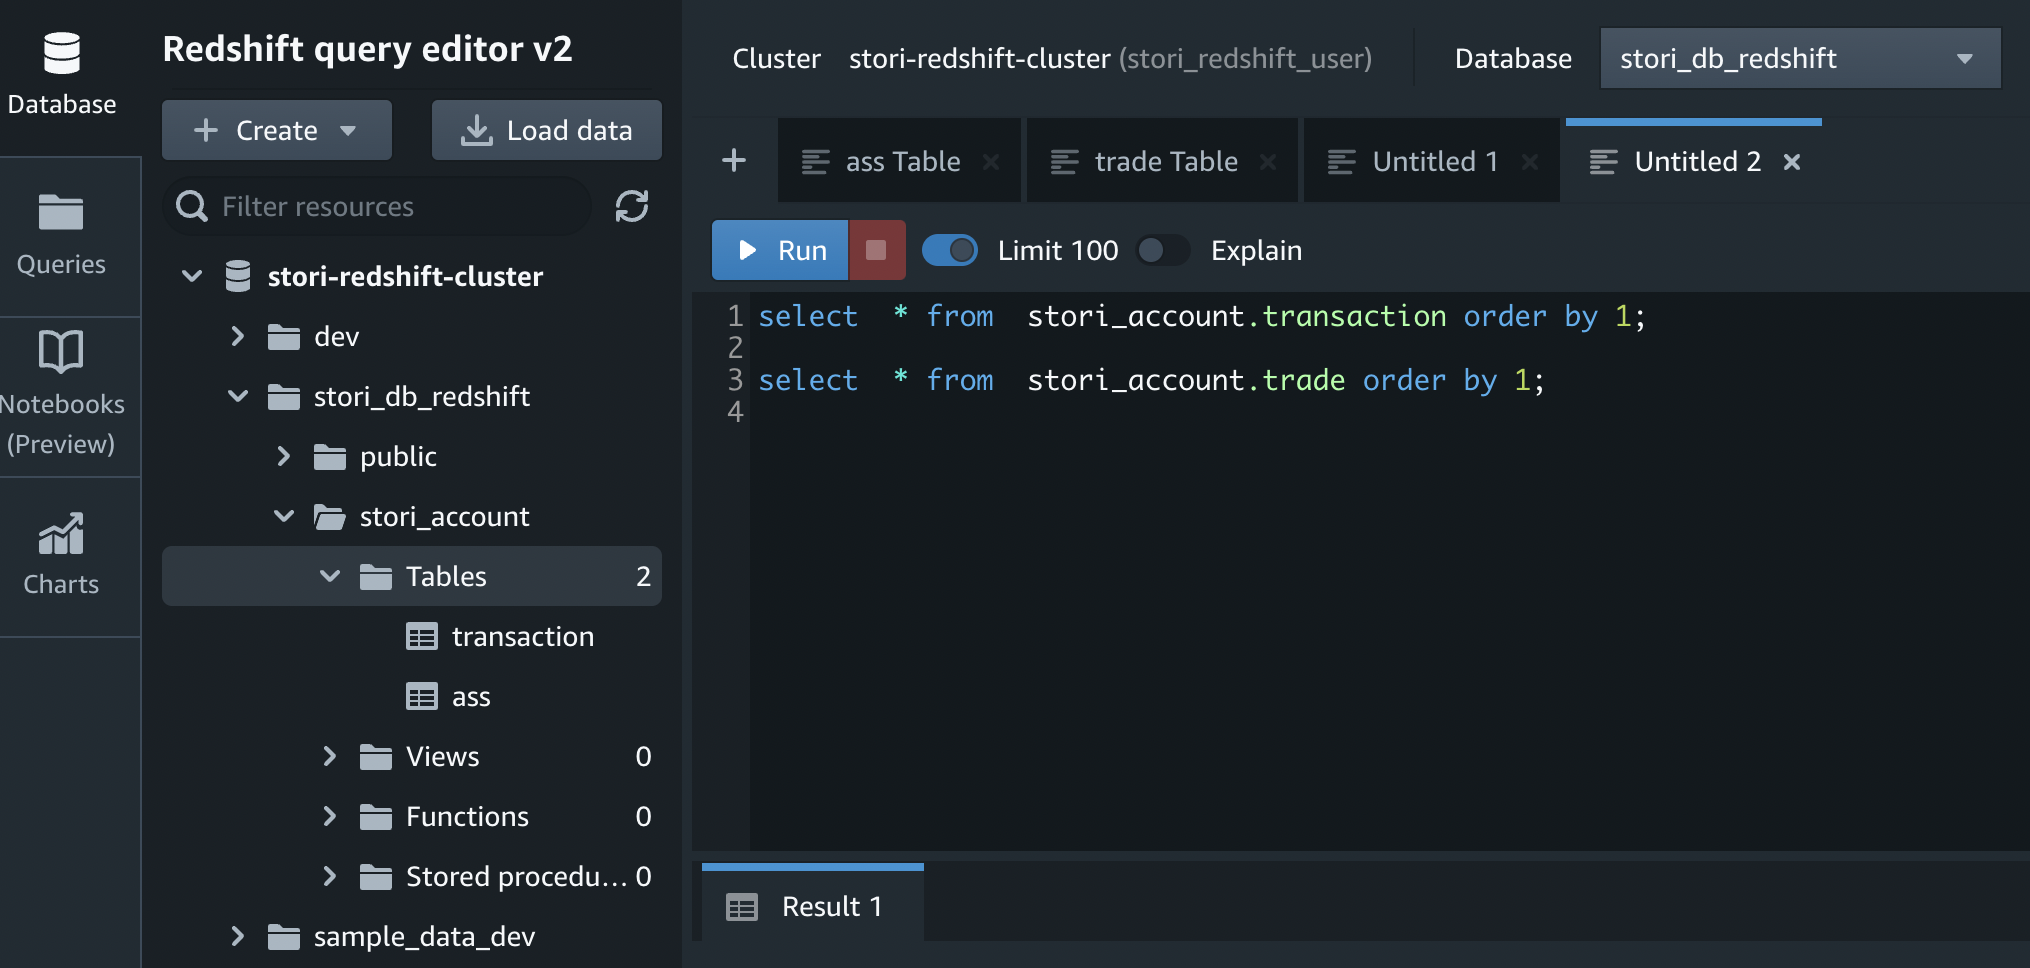 Database
Queries
Notebooks
(Preview)
Charts
Redshift query editor v2
Create
Load data
Filter resources
stori-redshift-cluster
dev
stori_db_redshift
public
stori_account
Tables 2
transaction
ass
Views 0
Functions 0
Stored procedu... 0
sample_data_dev
Cluster stori-redshift-cluster (stori_redshift_user) Database stori_db_redshift
ass Table trade Table Untitled 1 Untitled 2
Run Limit 100 Explain
1 select  * from  stori_account.transaction order by 1;
2
3 select  * from  stori_account.trade order by 1;
4
Result 1